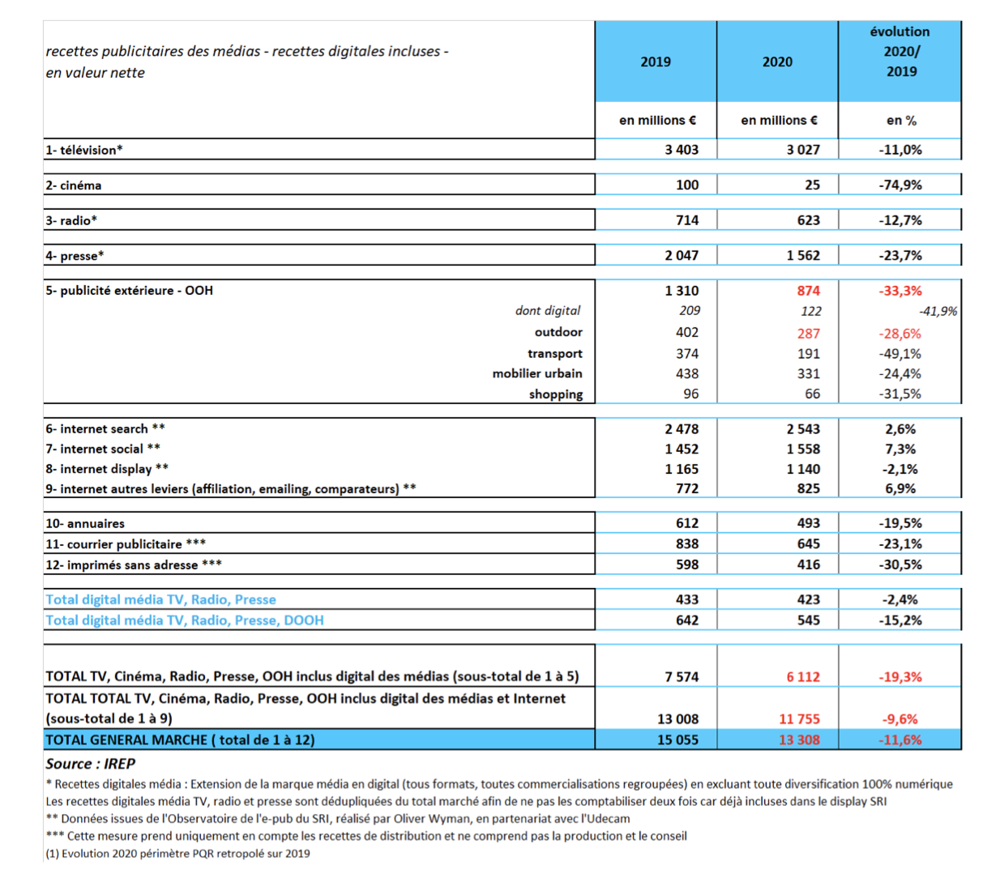 recettes publicitaires des médias - recettes digitales incluses -
en valeur nette
2019
2020
évolution
2020/
2019
en millions €
en millions €
en %
1- télévision* 3 403 3 027 -11,0%
2- cinéma 100 25 -74,9%
3- radio* 714 623 -12,7%
4- presse* 2 047 1 562 -23,7%
5- publicité extérieure - OOH 1 310 874 -33,3%
dont digital 209 122 -41,9%
outdoor 402 287 -28,6%
transport 374 191 -49,1%
mobilier urbain 438 331 -24,4%
shopping 96 66 -31,5%
6- internet search ** 2 478 2 543 2,6%
7- internet social ** 1 452 1 558 7,3%
8- internet display ** 1 165 1 140 -2,1%
9- internet autres leviers (affiliation, emailing, comparateurs) ** 772 825 6,9%
10- annuaires 612 493 -19,5%
11- courrier publicitaire *** 838 645 -23,1%
12- imprimés sans adresse *** 598 416 -30,5%
Total digital média TV, Radio, Presse 433 423 -2,4%
Total digital média TV, Radio, Presse, DOOH 642 545 -15,2%
TOTAL TV, Cinéma, Radio, Presse, OOH inclus digital des médias (sous-total de 1 à 5) 7 574 6 112 -19,3%
TOTAL TOTAL TV, Cinéma, Radio, Presse, OOH inclus digital des médias et Internet
(sous-total de 1 à 9) 13 008 11 755 -9,6%
TOTAL GENERAL MARCHE ( total de 1 à 12) 15 055 13 308 -11,6%
Source : IREP
* Recettes digitales média : Extension de la marque média en digital (tous formats, toutes commercialisations regroupées) en excluant toute diversification 100% numérique
Les recettes digitales média TV, radio et presse sont dédupliquées du total marché afin de ne pas les comptabiliser deux fois car déjà incluses dans le display SRI
** Données issues de l'Observatoire de l'e-pub du SRI, réalisé par Oliver Wyman, en partenariat avec l'Udecam
*** Cette mesure prend uniquement en compte les recettes de distribution et ne comprend pas la production et le conseil
(1) Evolution 2020 périmètre PQR retropolé sur 2019